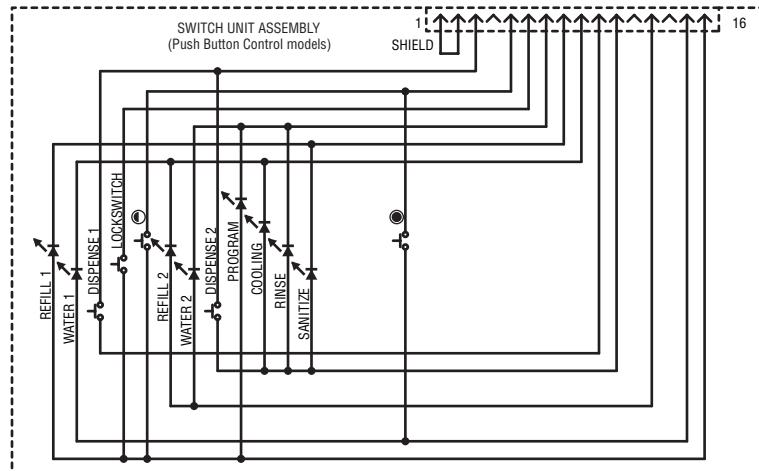 SWITCH UNIT ASSEMBLY
(Push Button Control models)
1
16
SHIELD
REFILL 1
WATER 1
DISPENSE 1
LOCKSWITCH
REFILL 2
WATER 2
DISPENSE 2
PROGRAM
COOLING
RINSE
SANITIZE